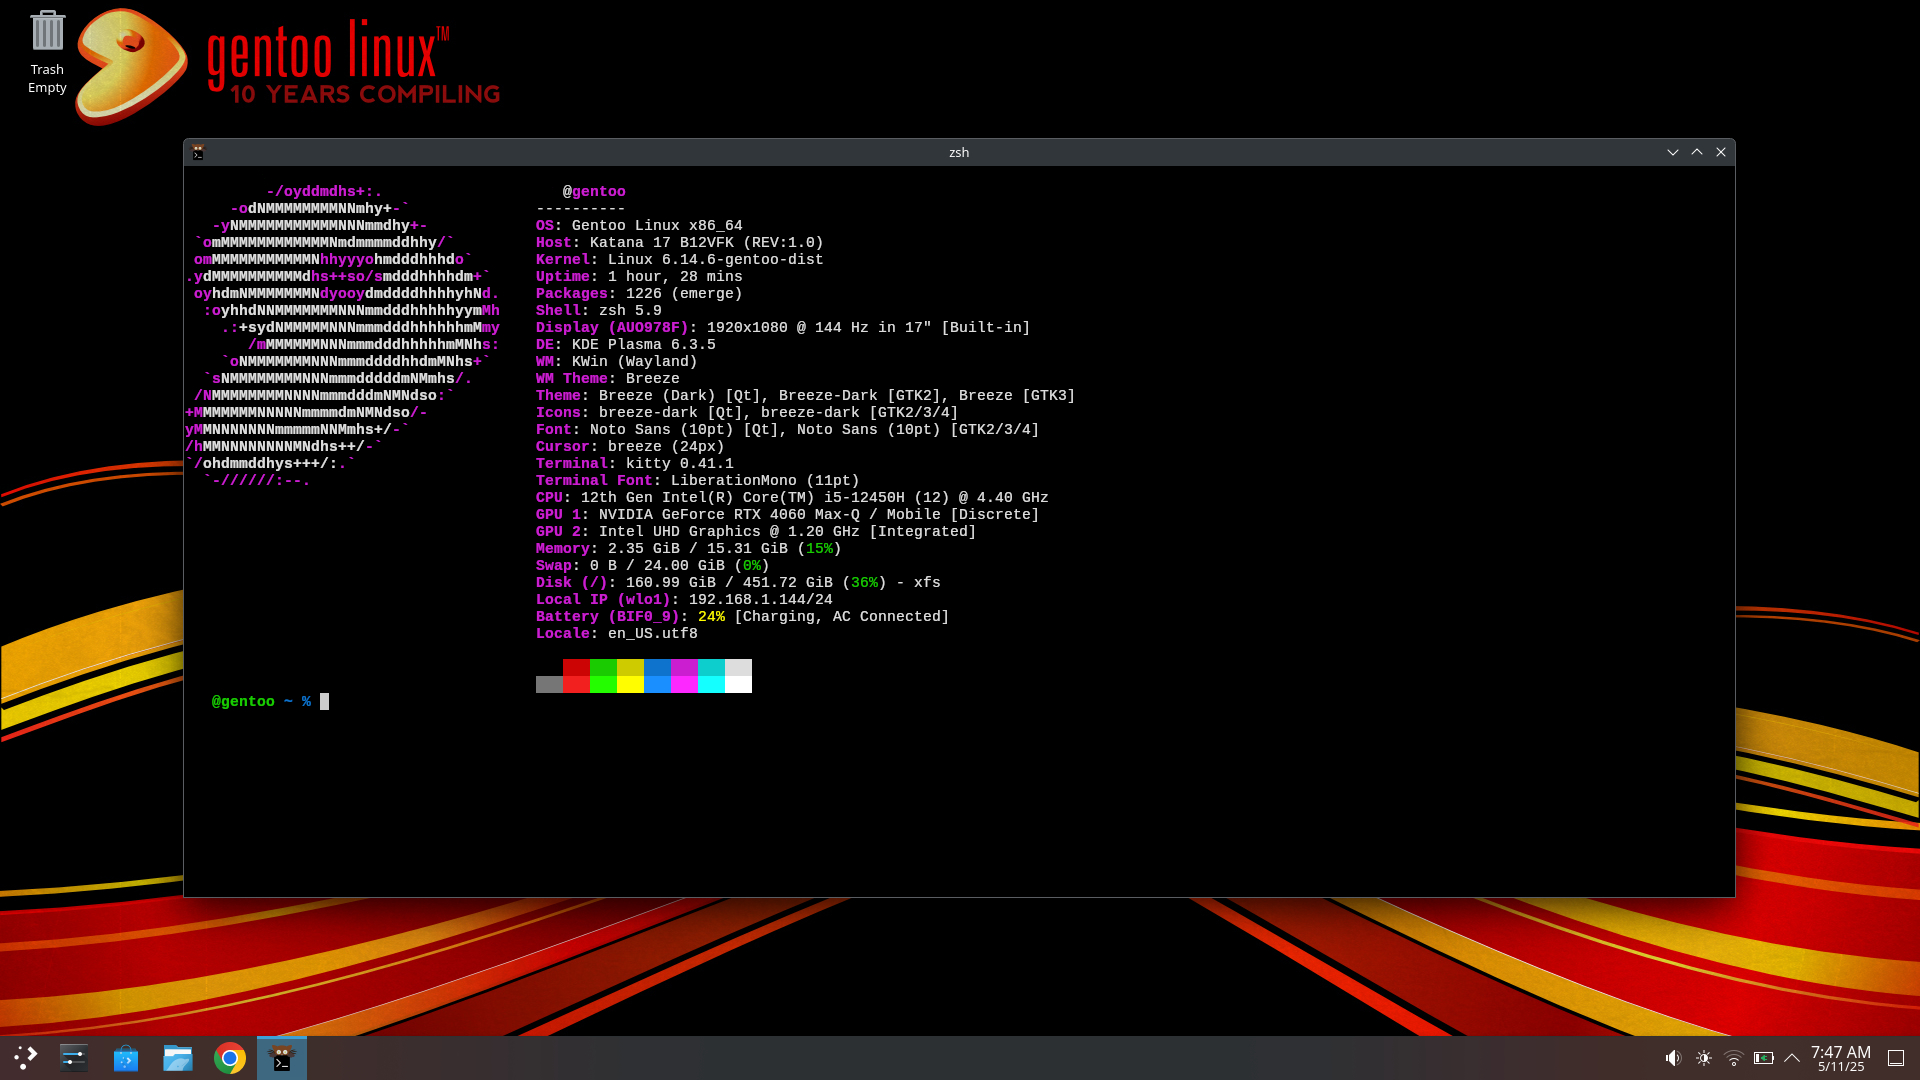 Trash
Empty
gentoo linux™
10 YEARS COMPILING
zsh
-/oyddmdhs+:.
-odNMMMMMMMMNNmhy+-`
-yNMMMMMMMMMMMNNNmmdhy+-
`omMMMMMMMMMMMMNmdmmmmddhhy/`
omMMMMMMMMMMMNhhyyyohmdddhhhdo`
.ydMMMMMMMMMMdhs++so/smdddhhhhdm+`
oyhdmNMMMMMMMNdyooydmddddhhhhyhNd.
:oyhhdNNMMMMMMMNNNmmdddhhhhhyymMh
.:+sydNMMMMMNNNmmmdddhhhhhhmMmy
/mMMMMMMNNNmmmdddhhhhhmMNhs:
`oNMMMMMMMNNNmmmddddhhdmMNhs+`
`sNMMMMMMMMNNNmmmdddddmNMmhs/.
/NMMMMMMMMNNNNmmmdddmNMNdso:`
+MMMMMMMNNNNNmmmmdmNMNdso/-
yMMNNNNNNNmmmmmNNMmhs+/-`
/hMMNNNNNNNNMNdhs++/-`
`/ohdmmddhys+++/:.`
`-//////:--.
@gentoo
----------
OS: Gentoo Linux x86_64
Host: Katana 17 B12VFK (REV:1.0)
Kernel: Linux 6.14.6-gentoo-dist
Uptime: 1 hour, 28 mins
Packages: 1226 (emerge)
Shell: zsh 5.9
Display (AUO978F): 1920x1080 @ 144 Hz in 17" [Built-in]
DE: KDE Plasma 6.3.5
WM: KWin (Wayland)
WM Theme: Breeze
Theme: Breeze (Dark) [Qt], Breeze-Dark [GTK2], Breeze [GTK3]
Icons: breeze-dark [Qt], breeze-dark [GTK2/3/4]
Font: Noto Sans (10pt) [Qt], Noto Sans (10pt) [GTK2/3/4]
Cursor: breeze (24px)
Terminal: kitty 0.41.1
Terminal Font: LiberationMono (11pt)
CPU: 12th Gen Intel(R) Core(TM) i5-12450H (12) @ 4.40 GHz
GPU 1: NVIDIA GeForce RTX 4060 Max-Q / Mobile [Discrete]
GPU 2: Intel UHD Graphics @ 1.20 GHz [Integrated]
Memory: 2.35 GiB / 15.31 GiB (15%)
Swap: 0 B / 24.00 GiB (0%)
Disk (/): 160.99 GiB / 451.72 GiB (36%) - xfs
Local IP (wlo1): 192.168.1.144/24
Battery (BIF0_9): 24% [Charging, AC Connected]
Locale: en_US.utf8
@gentoo ~ %
7:47 AM
5/11/25